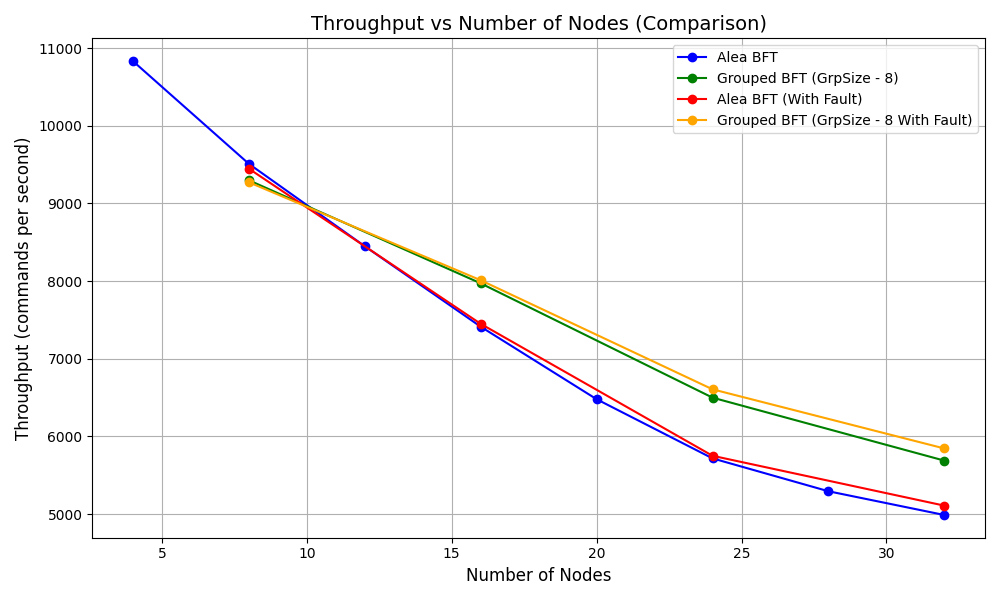 Throughput vs Number of Nodes (Comparison)
Alea BFT
Grouped BFT (GrpSize - 8)
Alea BFT (With Fault)
Grouped BFT (GrpSize - 8 With Fault)
Throughput (commands per second)
11000
10000
9000
8000
7000
6000
5000
5 10 15 20 25 30
Number of Nodes